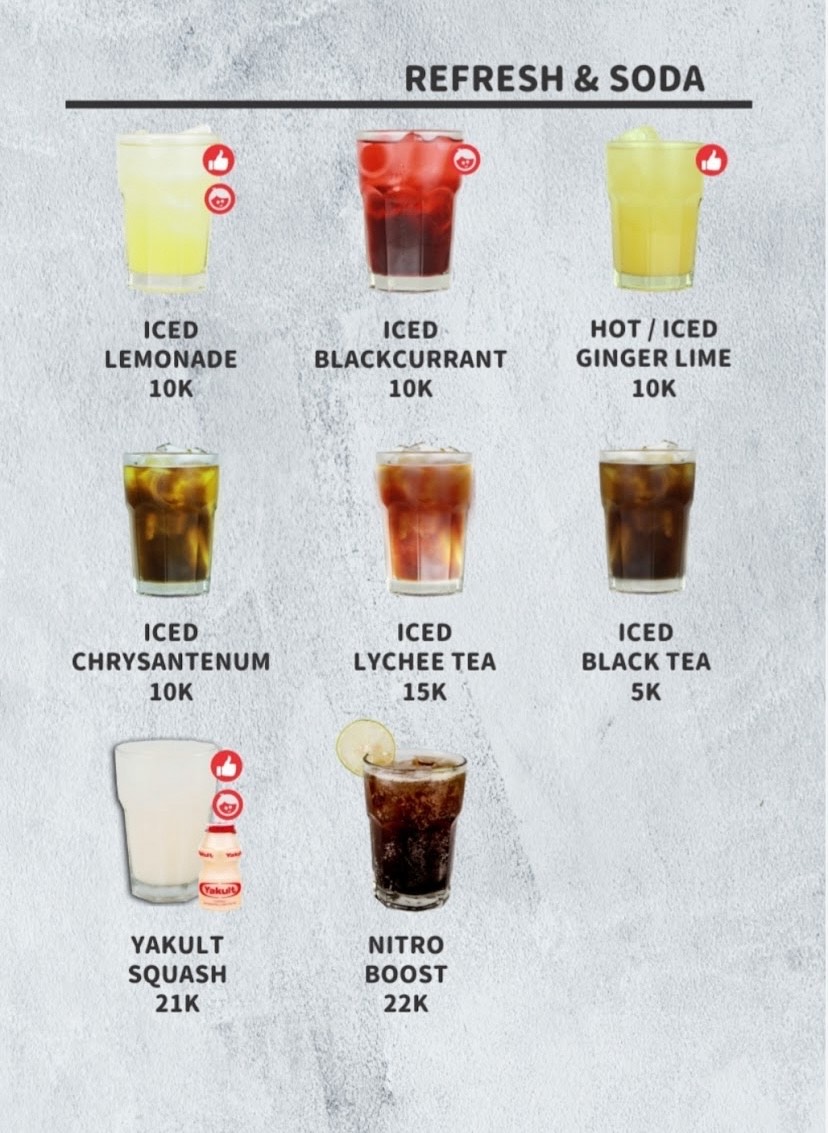 REFRESH & SODA
ICED
LEMONADE
10K
ICED
BLACKCURRANT
10K
HOT / ICED
GINGER LIME
10K
ICED
CHRYSANTENUM
10K
ICED
LYCHEE TEA
15K
ICED
BLACK TEA
5K
Yakult
YAKULT
SQUASH
21K
NITRO
BOOST
22K